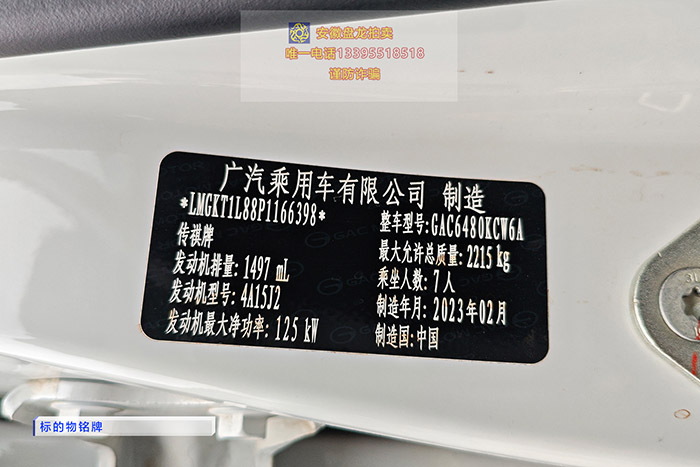 安徽盘龙拍卖
唯一电话13395518518
谨防诈骗
广汽乘用车有限公司 制造
*LMGKT1L88P1166398*
整车型号:GAC6480KCW6A
传祺牌
最大允许总质量:2215 kg
发动机排量:1497 mL
乘坐人数:7人
发动机型号:4A15J2
制造年月:2023年02月
发动机最大净功率:125 kW
制造国:中国
标的物铭牌